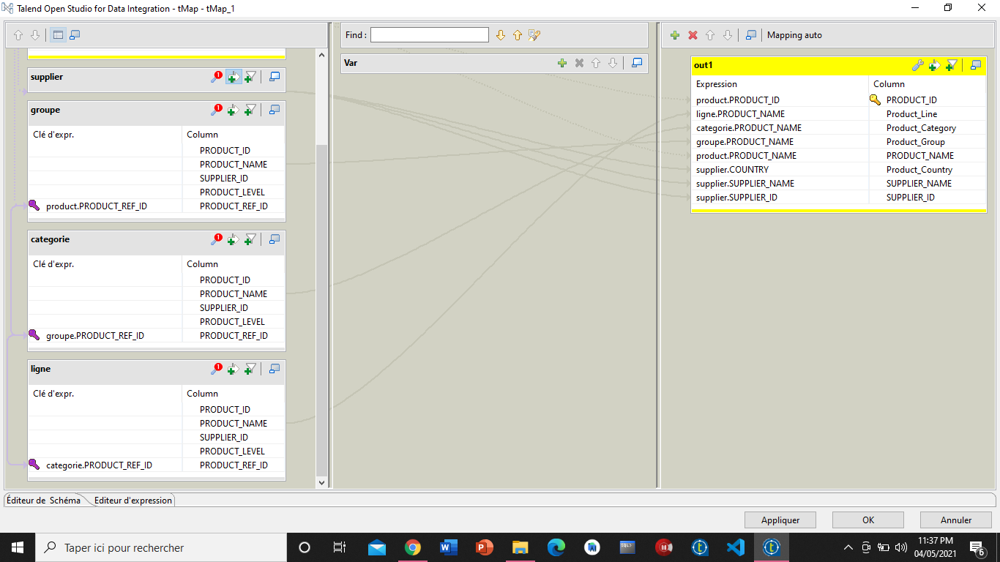 Talend Open Studio for Data Integration - tMap - tMap_1
Find :
Mapping auto
supplier
Var
out1
Expression Column
product.PRODUCT_ID PRODUCT_ID
ligne.PRODUCT_NAME Product_Line
categorie.PRODUCT_NAME Product_Category
groupe.PRODUCT_NAME Product_Group
product.PRODUCT_NAME PRODUCT_NAME
supplier.COUNTRY Product_Country
supplier.SUPPLIER_NAME SUPPLIER_NAME
supplier.SUPPLIER_ID SUPPLIER_ID
groupe
Clé d'expr. Column
PRODUCT_ID
PRODUCT_NAME
SUPPLIER_ID
PRODUCT_LEVEL
product.PRODUCT_REF_ID PRODUCT_REF_ID
categorie
Clé d'expr. Column
PRODUCT_ID
PRODUCT_NAME
SUPPLIER_ID
PRODUCT_LEVEL
groupe.PRODUCT_REF_ID PRODUCT_REF_ID
ligne
Clé d'expr. Column
PRODUCT_ID
PRODUCT_NAME
SUPPLIER_ID
PRODUCT_LEVEL
categorie.PRODUCT_REF_ID PRODUCT_REF_ID
Éditeur de Schéma Editeur d'expression
Appliquer OK Annuler
Taper ici pour rechercher
11:37 PM
04/05/2021
6